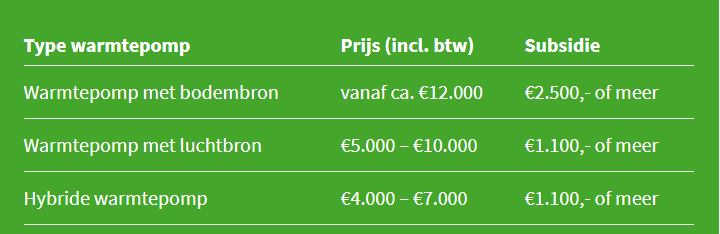 Type warmtepomp Prijs (incl. btw) Subsidie
Warmtepomp met bodembron vanaf ca. €12.000 €2.500,- of meer
Warmtepomp met luchtbron €5.000 – €10.000 €1.100,- of meer
Hybride warmtepomp €4.000 – €7.000 €1.100,- of meer